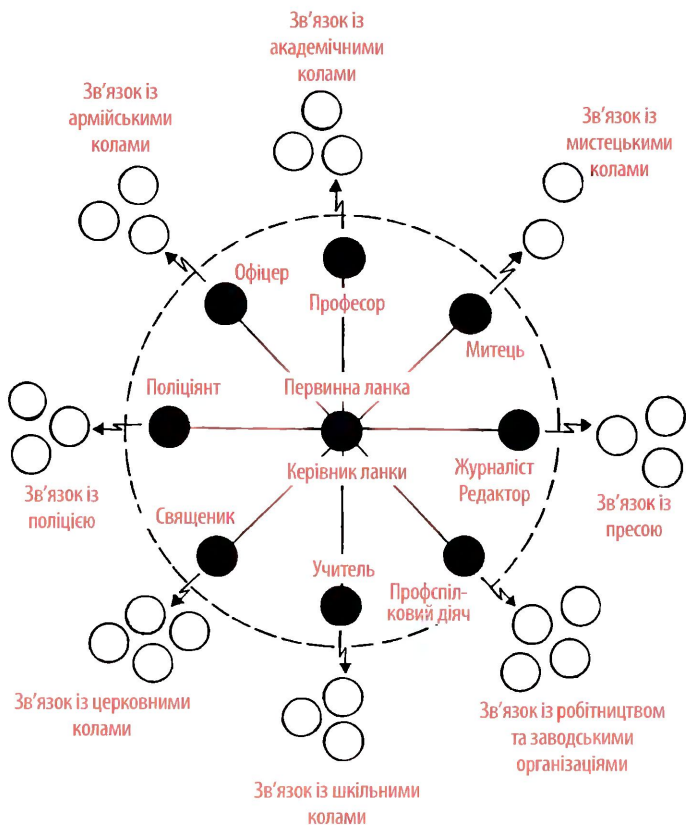 Зв’язок із
академічними
колами
Зв’язок із
армійськими
колами
Зв’язок із
мистецькими
колами
Офіцер
Професор
Митець
Поліціянт
Первинна ланка
Керівник ланки
Журналіст
Редактор
Зв’язок із
поліцією
Зв’язок із
пресою
Священик
Учитель
Профспіл-
ковий діяч
Зв’язок із церковними
колами
Зв’язок із робітництвом
та заводськими
організаціями
Зв’язок із шкільними
колами